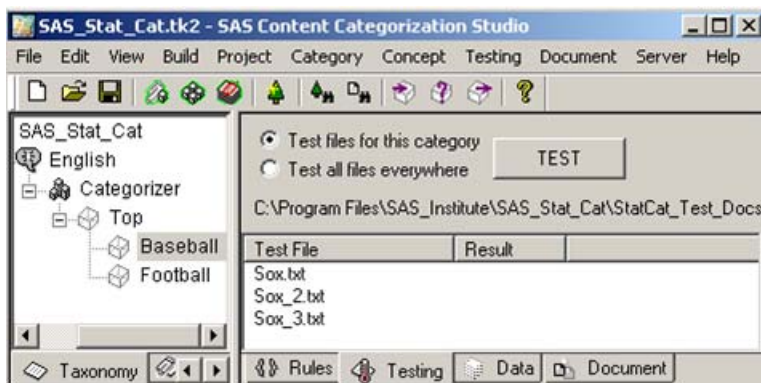 SAS_Stat_Cat.tk2 - SAS Content Categorization Studio
File Edit View Build Project Category Concept Testing Document Server Help
SAS_Stat_Cat
English
Categorizer
Top
Baseball
Football
Taxonomy
Test files for this category
Test all files everywhere
TEST
C:\Program Files\SAS_Institute\SAS_Stat_Cat\StatCat_Test_Docs
Test File Result
Sox.txt
Sox_2.txt
Sox_3.txt
Rules Testing Data Document